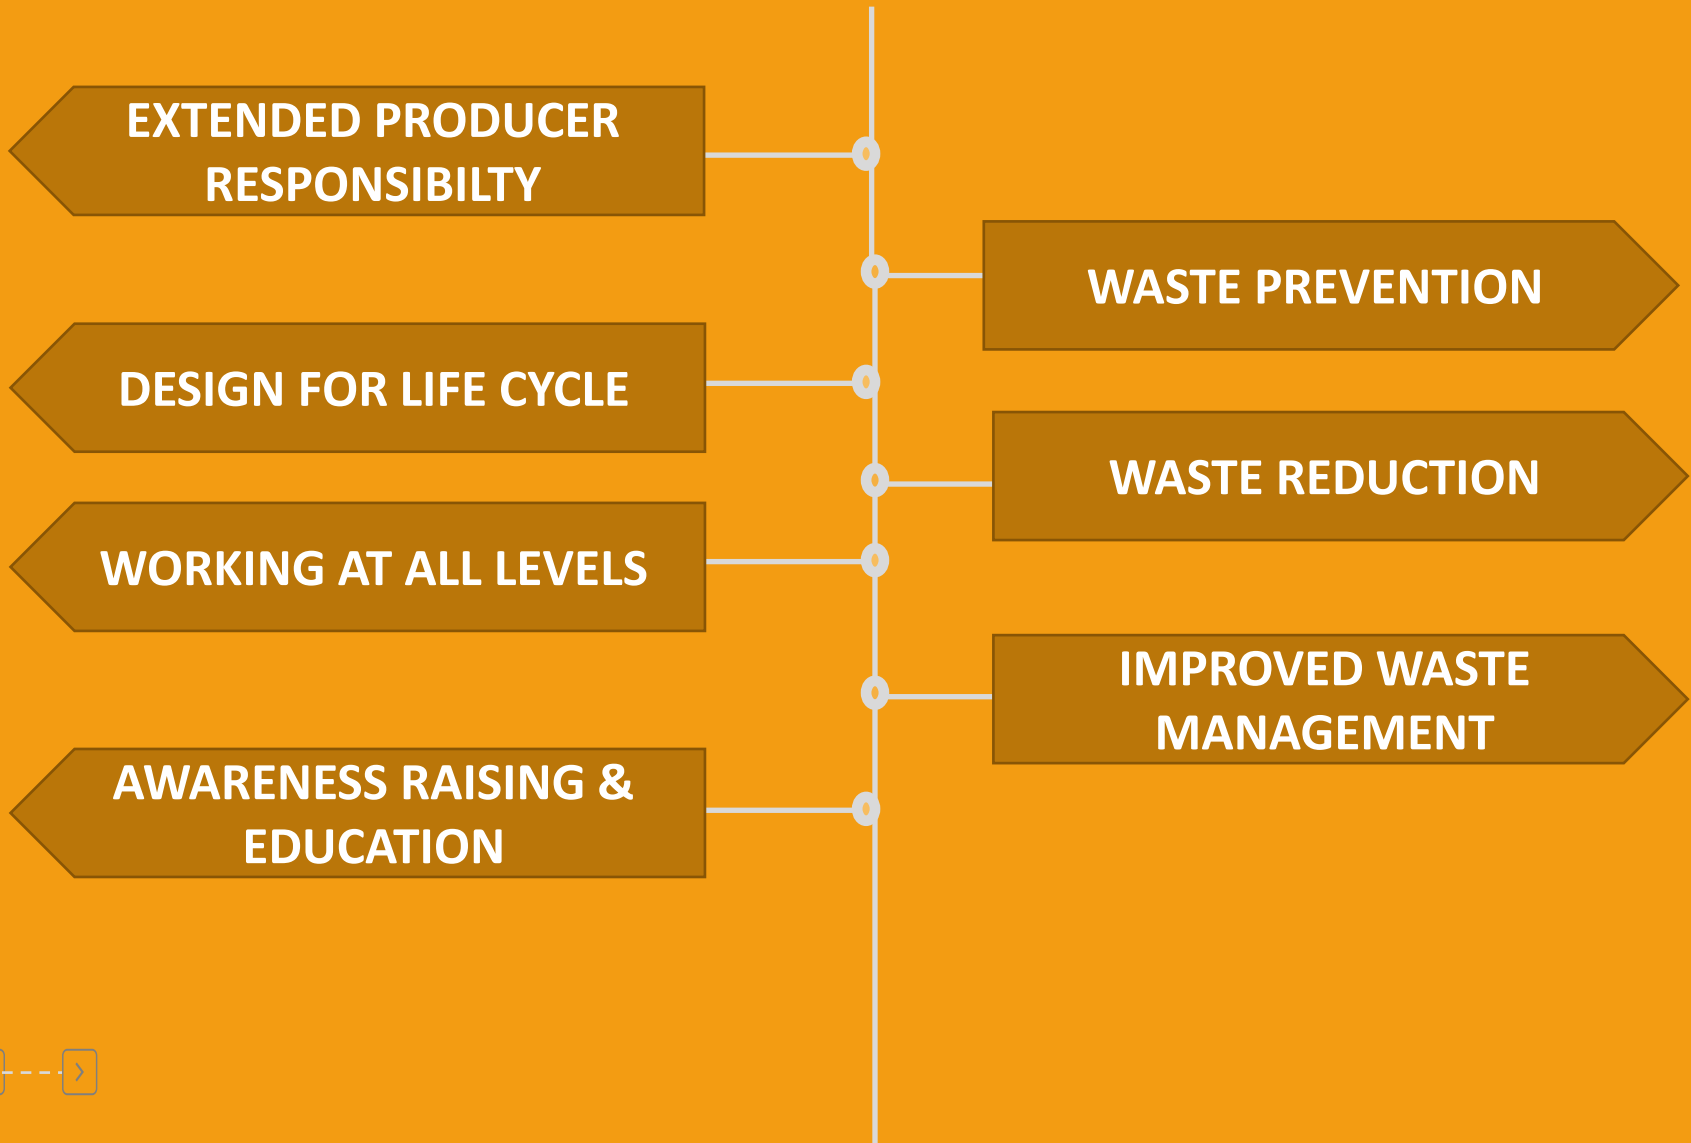 EXTENDED PRODUCER
RESPONSIBILTY
WASTE PREVENTION
DESIGN FOR LIFE CYCLE
WASTE REDUCTION
WORKING AT ALL LEVELS
IMPROVED WASTE
MANAGEMENT
AWARENESS RAISING &
EDUCATION